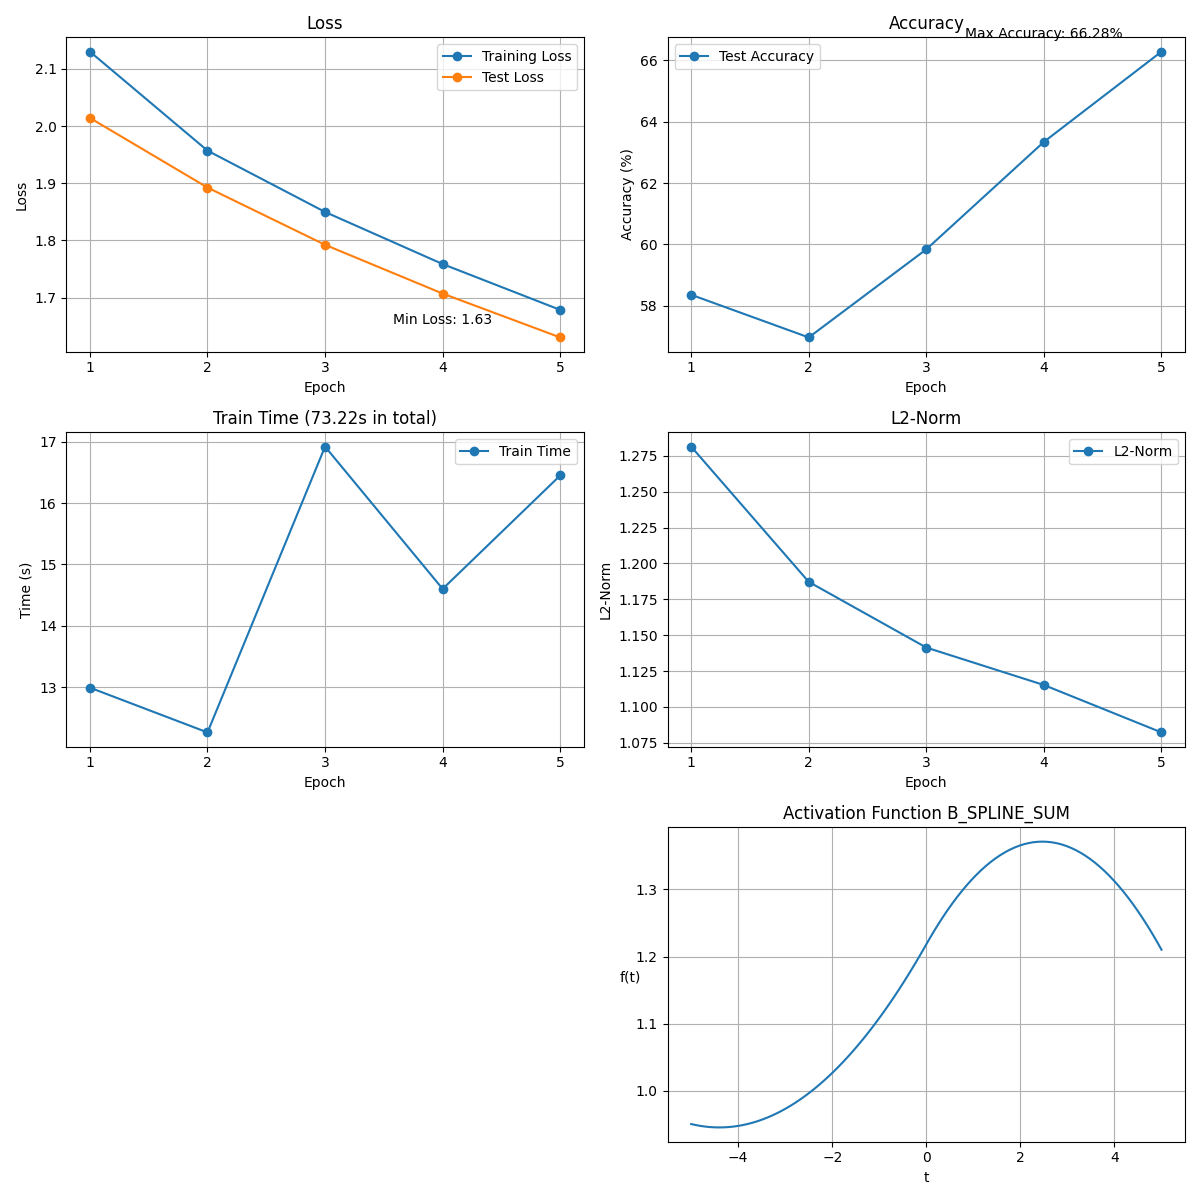 Loss
Training Loss
Test Loss
Min Loss: 1.63
2.1
2.0
1.9
1.8
1.7
Loss
1
2
3
4
5
Epoch
Accuracy
Max Accuracy: 66.28%
Test Accuracy
66
64
62
60
58
Accuracy (%)
1
2
3
4
5
Epoch
Train Time (73.22s in total)
Train Time
17
16
15
14
13
Time (s)
1
2
3
4
5
Epoch
L2-Norm
L2-Norm
1.275
1.250
1.225
1.200
1.175
1.150
1.125
1.100
1.075
L2-Norm
1
2
3
4
5
Epoch
Activation Function B_SPLINE_SUM
1.3
1.2
1.1
1.0
f(t)
−4
−2
0
2
4
t